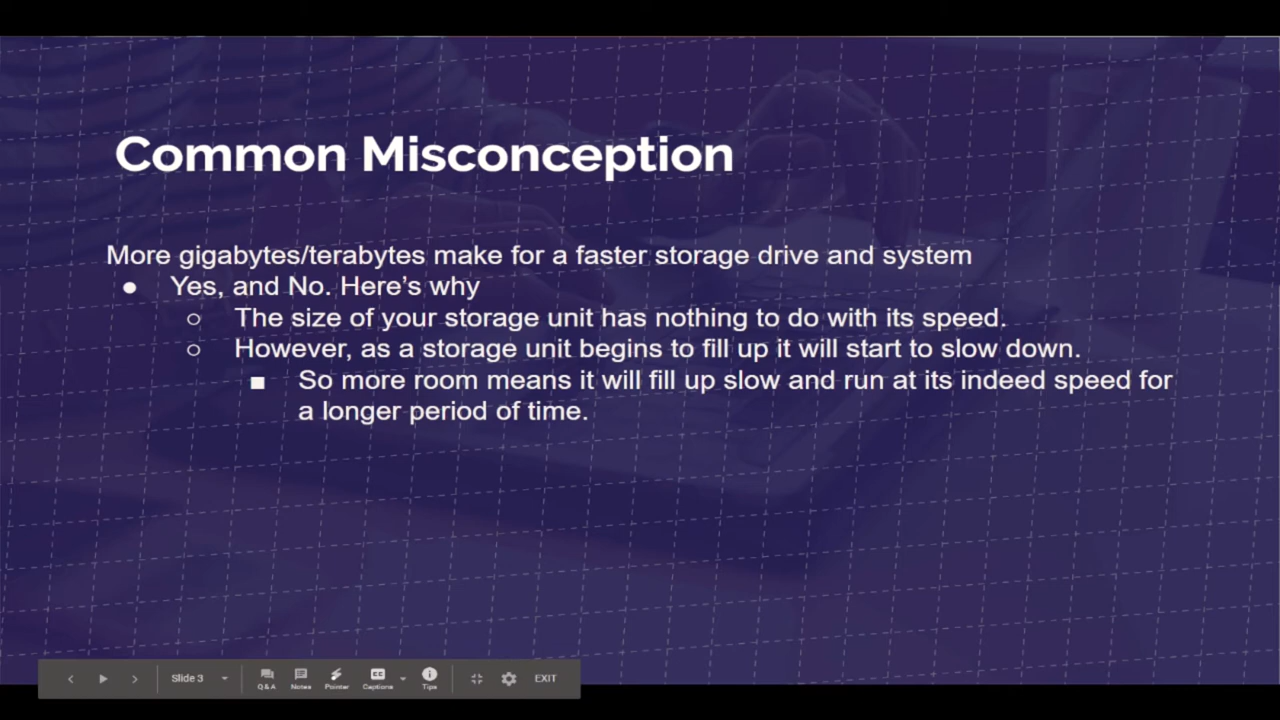 Common Misconception
More gigabytes/terabytes make for a faster storage drive and system
● Yes, and No. Here's why
○ The size of your storage unit has nothing to do with its speed.
○ However, as a storage unit begins to fill up it will start to slow down.
■ So more room means it will fill up slow and run at its indeed speed for
a longer period of time.
Slide 3
Q&A
Notes
Pointer
CC
Captions
Tips
EXIT